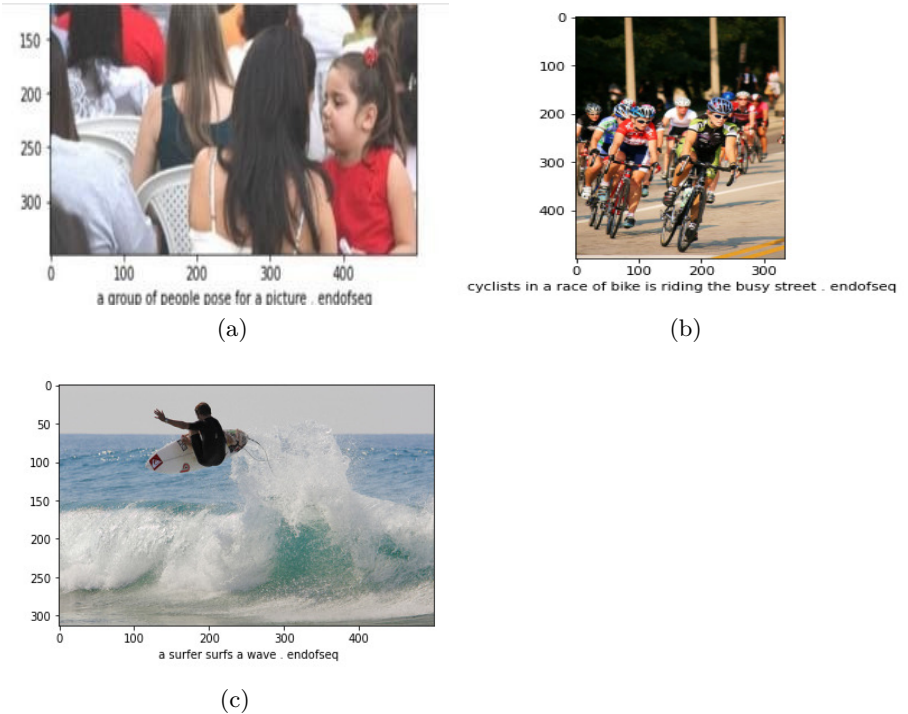 150
200
250
300
0 100 200 300 400
a group of people pose for a picture . endofseq
(a)
0
100
200
300
400
0 100 200 300
cyclists in a race of bike is riding the busy street . endofseq
(b)
0
50
100
150
200
250
300
0 100 200 300 400
a surfer surfs a wave . endofseq
(c)